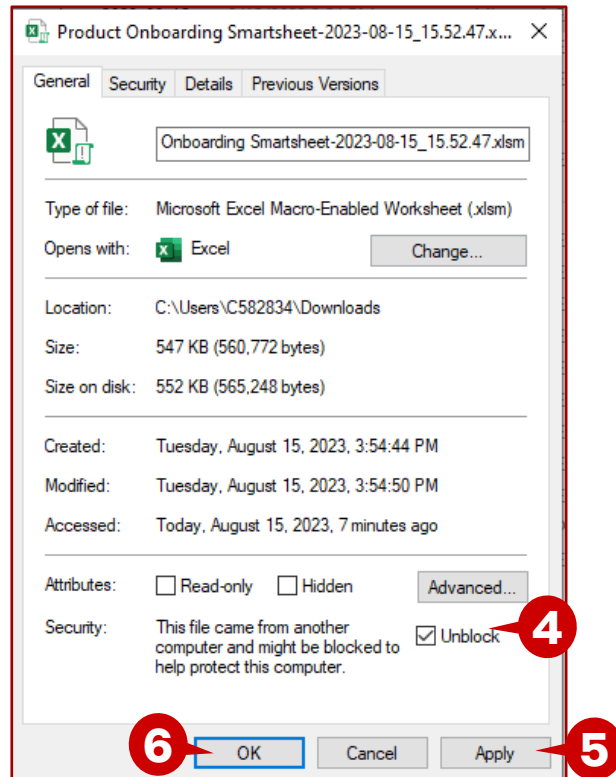 Product Onboarding Smartsheet-2023-08-15_15.52.47.x...
General Security Details Previous Versions
Onboarding Smartsheet-2023-08-15_15.52.47.xlsm
Type of file: Microsoft Excel Macro-Enabled Worksheet (.xlsm)
Opens with: Excel Change...
Location: C:\Users\C582834\Downloads
Size: 547 KB (560,772 bytes)
Size on disk: 552 KB (565,248 bytes)
Created: Tuesday, August 15, 2023, 3:54:44 PM
Modified: Tuesday, August 15, 2023, 3:54:50 PM
Accessed: Today, August 15, 2023, 7 minutes ago
Attributes: Read-only Hidden Advanced...
Security: This file came from another
computer and might be blocked to
help protect this computer.
Unblock 4
6 OK Cancel Apply 5